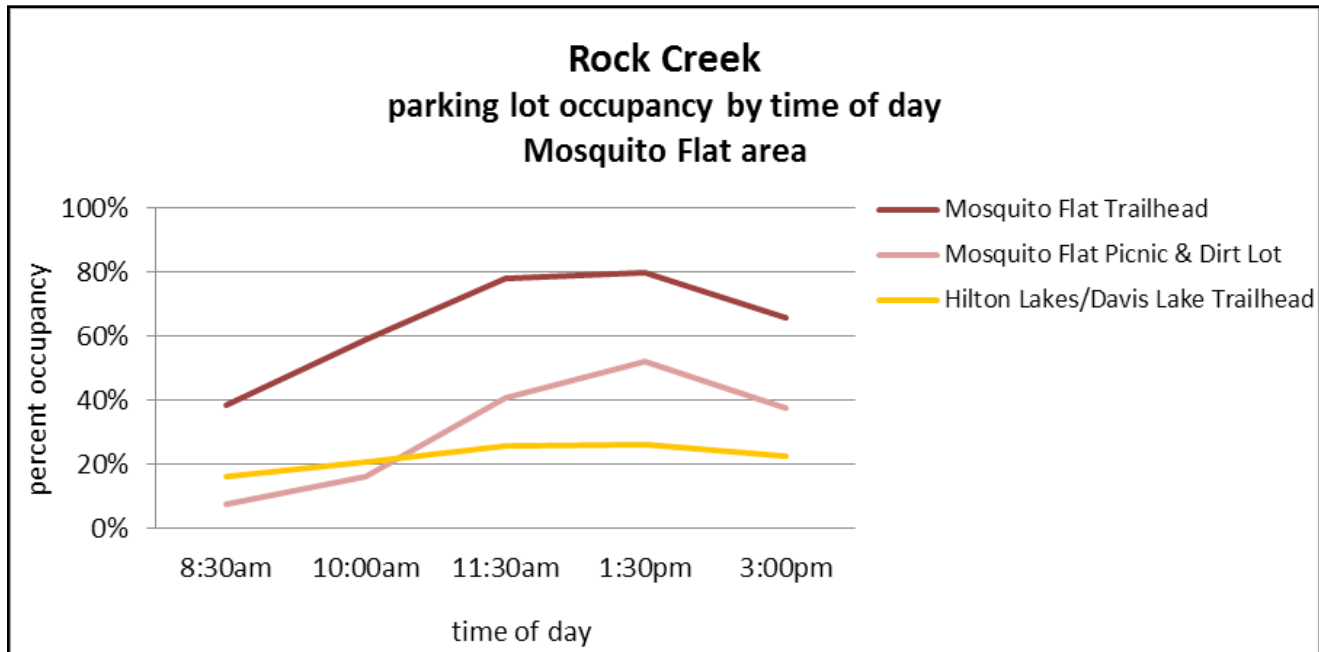 Rock Creek
parking lot occupancy by time of day
Mosquito Flat area
percent occupancy
100%
80%
60%
40%
20%
0%
8:30am 10:00am 11:30am 1:30pm 3:00pm
time of day
Mosquito Flat Trailhead
Mosquito Flat Picnic & Dirt Lot
Hilton Lakes/Davis Lake Trailhead